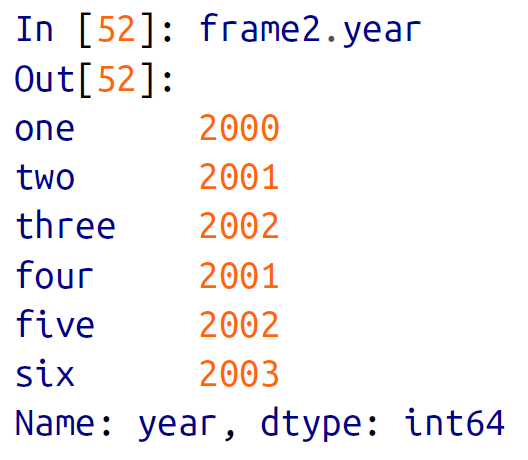 In [52]: frame2.year
Out[52]:
one      2000
two      2001
three    2002
four     2001
five     2002
six      2003
Name: year, dtype: int64